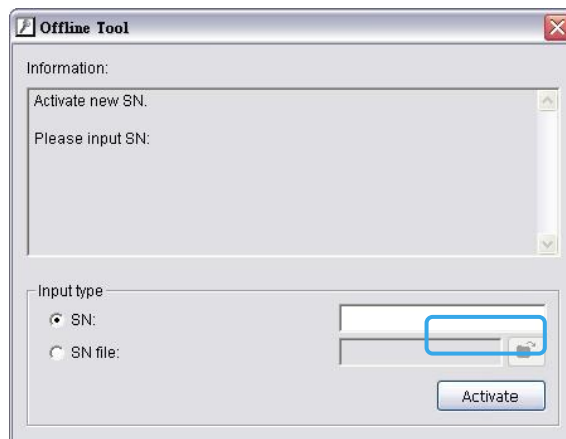 Offline Tool
Information:
Activate new SN.
Please input SN:
Input type
SN:
SN file:
Activate